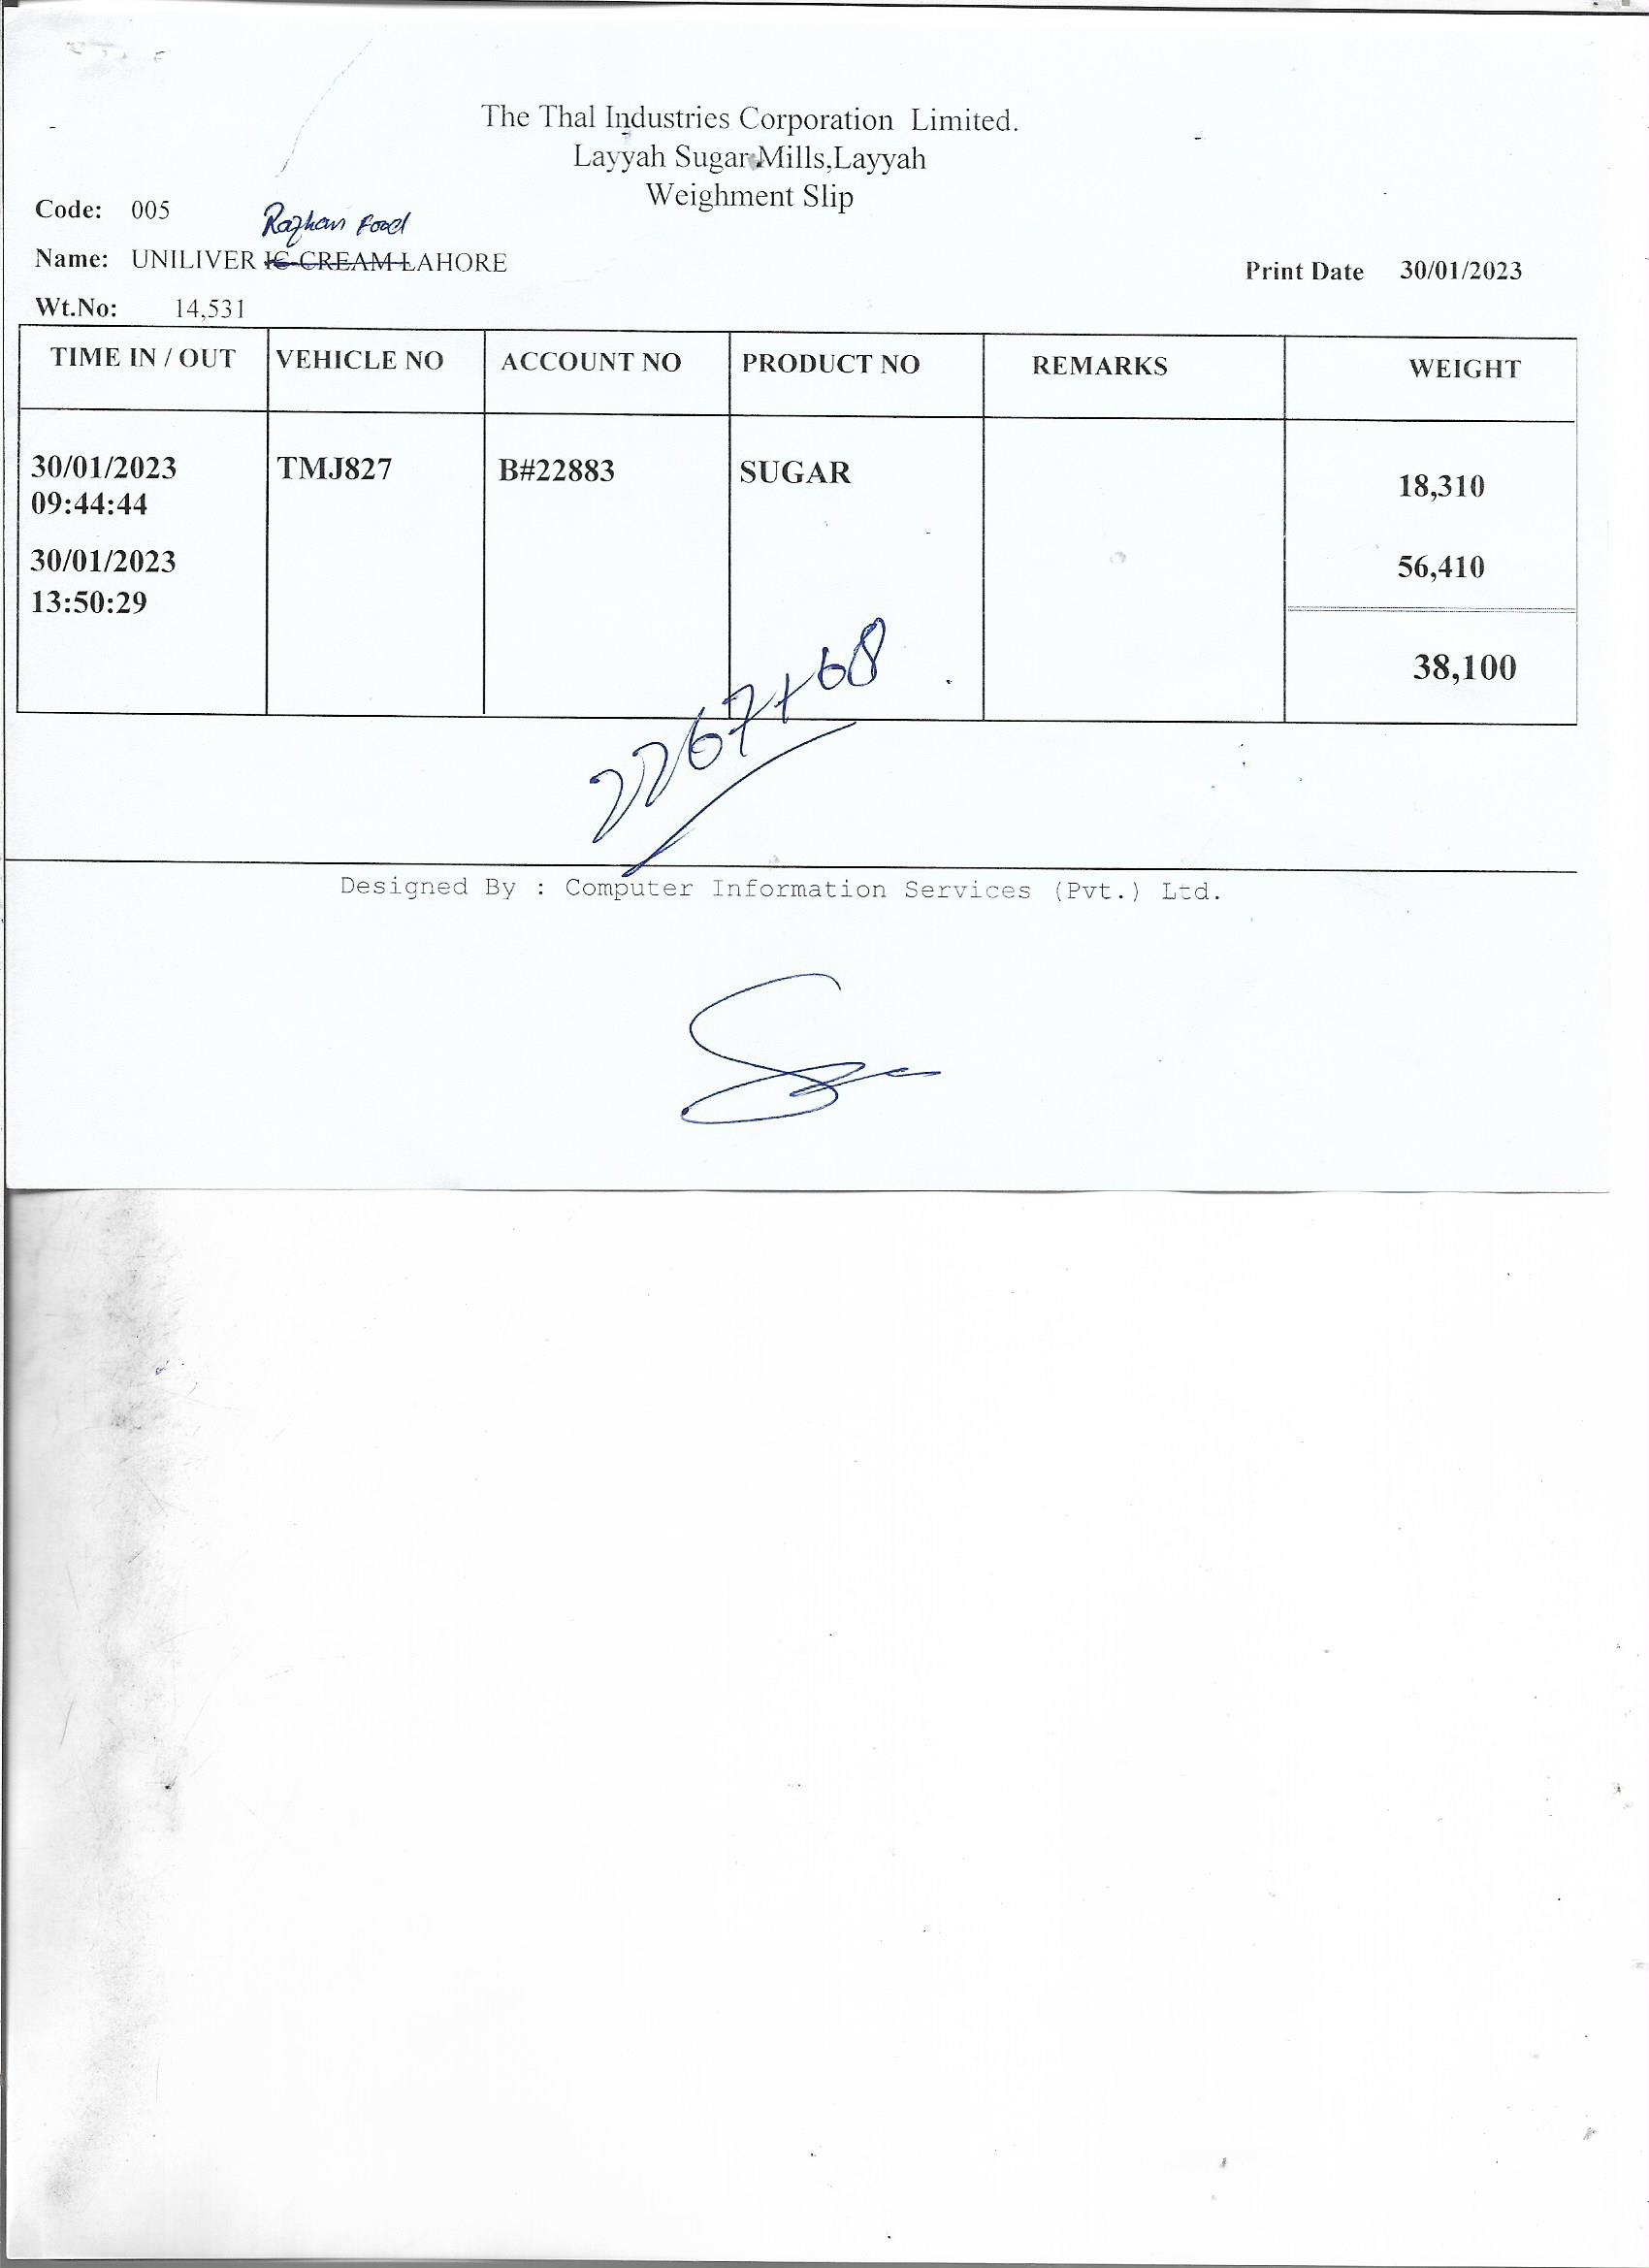 The Thal Industries Corporation Limited.
Layyah Sugar Mills,Layyah
Weighment Slip
Code: 005
Rafhan Food
Name: UNILIVER IC-CREAM LAHORE
Print Date 30/01/2023
Wt.No: 14,531
TIME IN / OUT VEHICLE NO ACCOUNT NO PRODUCT NO REMARKS WEIGHT
30/01/2023 TMJ827 B#22883 SUGAR 18,310
09:44:44
30/01/2023 56,410
13:50:29
38,100
2267+68
Designed By : Computer Information Services (Pvt.) Ltd.